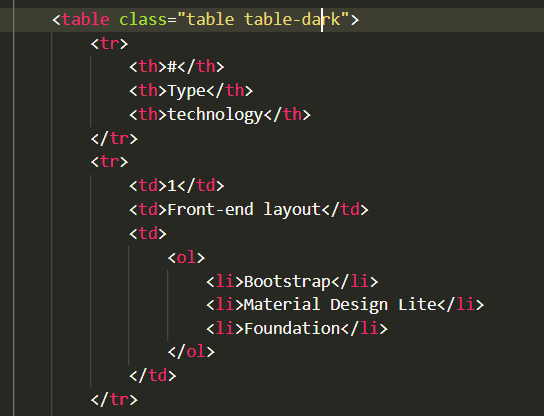 <table class="table table-dark">
<tr>
<th>#</th>
<th>Type</th>
<th>technology</th>
</tr>
<tr>
<td>1</td>
<td>Front-end layout</td>
<td>
<ol>
<li>Bootstrap</li>
<li>Material Design Lite</li>
<li>Foundation</li>
</ol>
</td>
</tr>